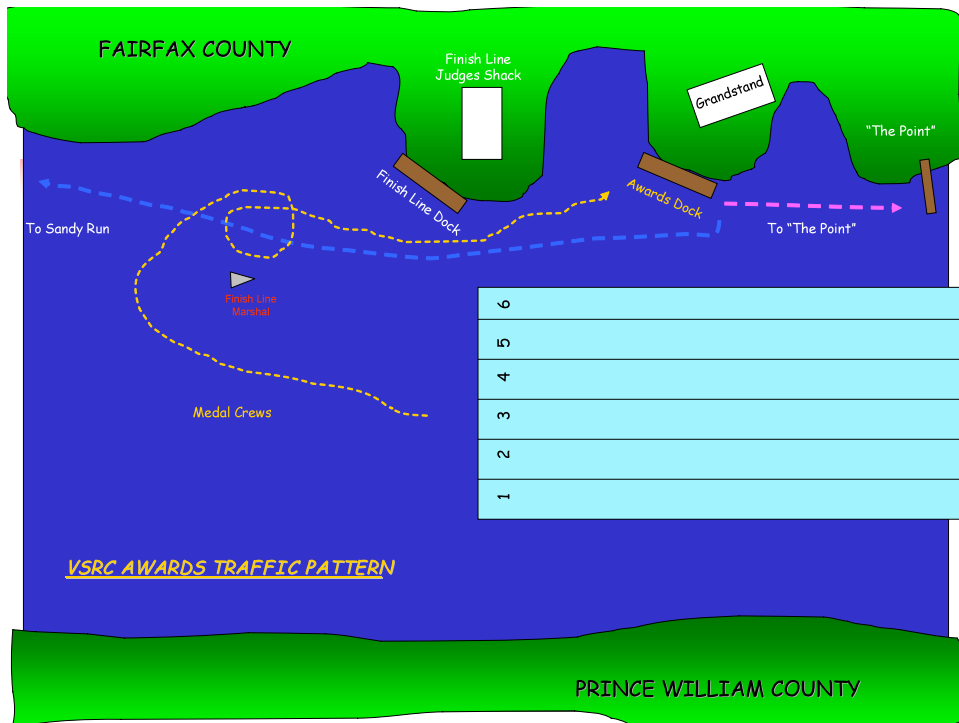 FAIRFAX COUNTY
Finish Line
Judges Shack
Grandstand
“The Point”
Finish Line Dock
Awards Dock
To Sandy Run
To “The Point”
Finish Line
Marshal
6
5
4
3
2
1
Medal Crews
VSRC AWARDS TRAFFIC PATTERN
PRINCE WILLIAM COUNTY